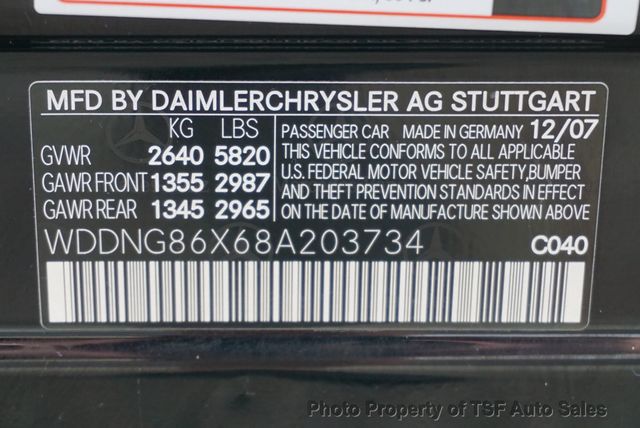 MFD BY DAIMLERCHRYSLER AG STUTTGART
KG LBS
GVWR 2640 5820
GAWR FRONT 1355 2987
GAWR REAR 1345 2965
PASSENGER CAR MADE IN GERMANY 12/07
THIS VEHICLE CONFORMS TO ALL APPLICABLE
U.S. FEDERAL MOTOR VEHICLE SAFETY,BUMPER
AND THEFT PREVENTION STANDARDS IN EFFECT
ON THE DATE OF MANUFACTURE SHOWN ABOVE
WDDNG86X68A203734 C040
Photo Property of TSF Auto Sales